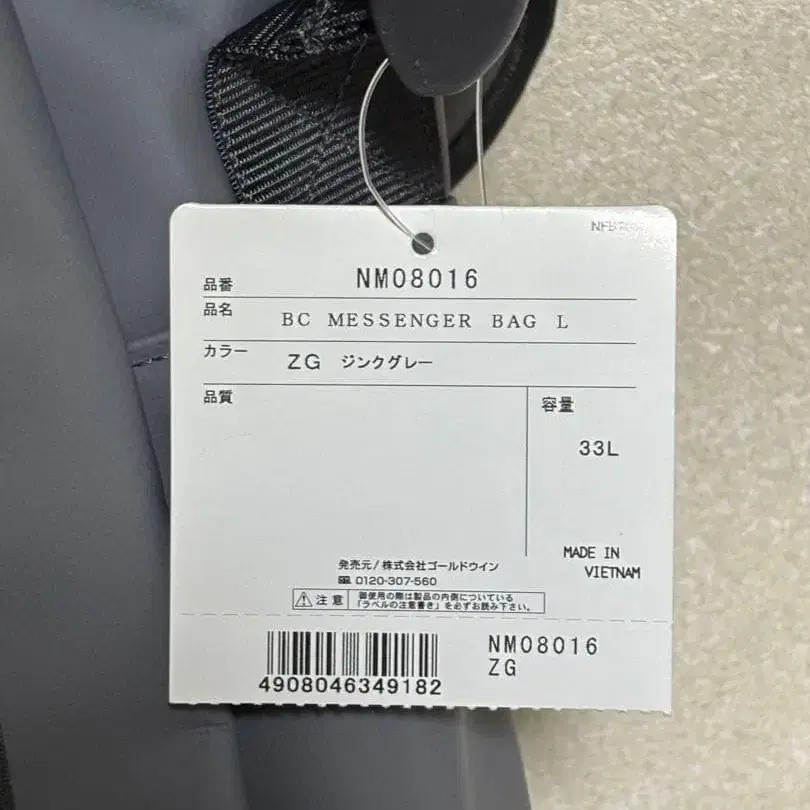 品番 NM08016
品名 BC MESSENGER BAG L
カラー ZG ジンクグレー
品質
容量
33L
MADE IN
VIETNAM
発売元/株式会社ゴールドウイン
0120-307-560
注意
御使用の際は製品の内側についている
「ラベルの注意書き」を必ずお読み下さい。
4908046349182
NM08016
ZG